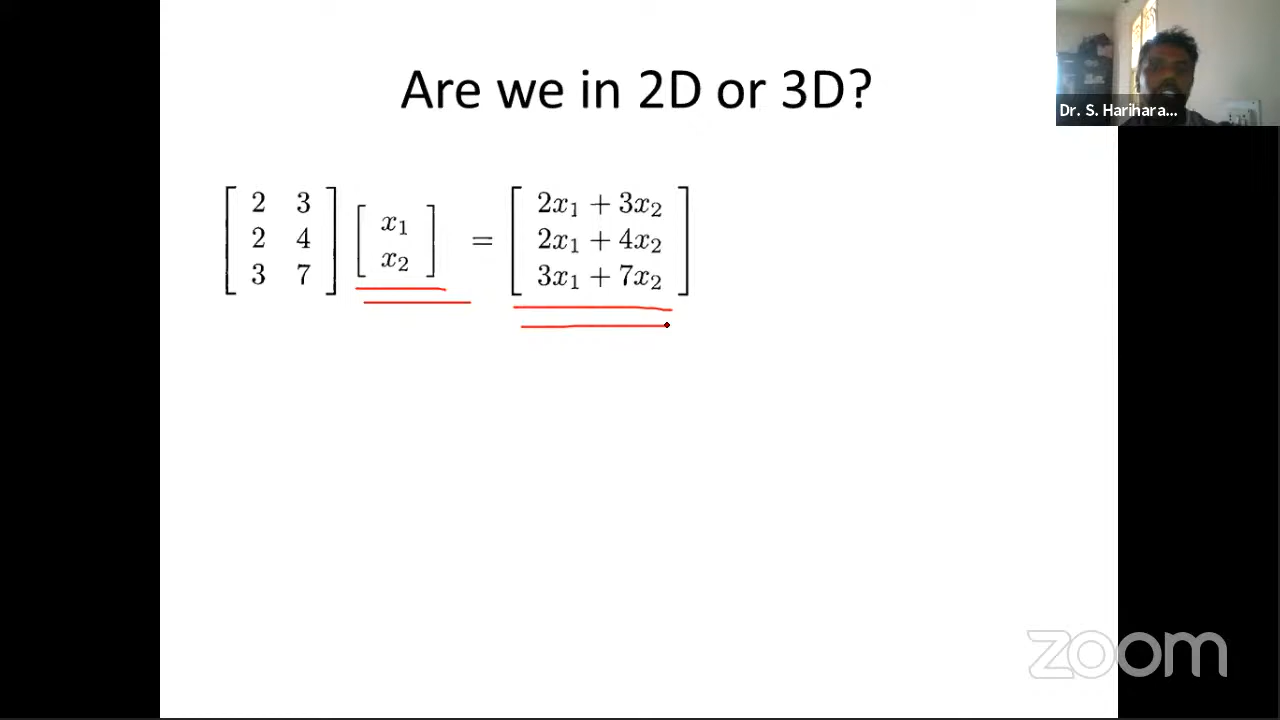 Are we in 2D or 3D?
Dr. S. Harihara...
2 3
2 4
3 7
x₁
x₂
=
2x₁ + 3x₂
2x₁ + 4x₂
3x₁ + 7x₂
zoom